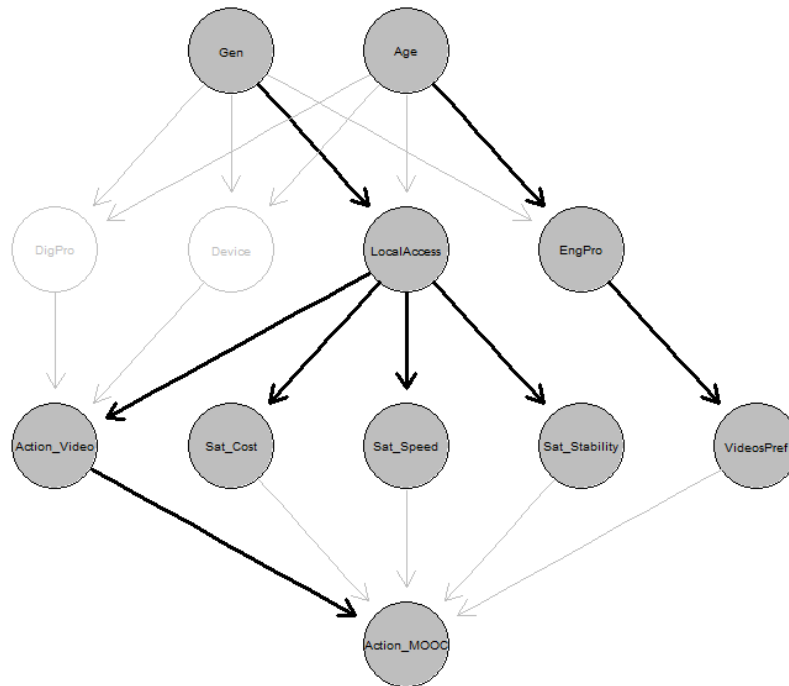 Gen
Age
DigPro
Device
LocalAccess
EngPro
Action_Video
Sat_Cost
Sat_Speed
Sat_Stability
VideosPref
Action_MOOC